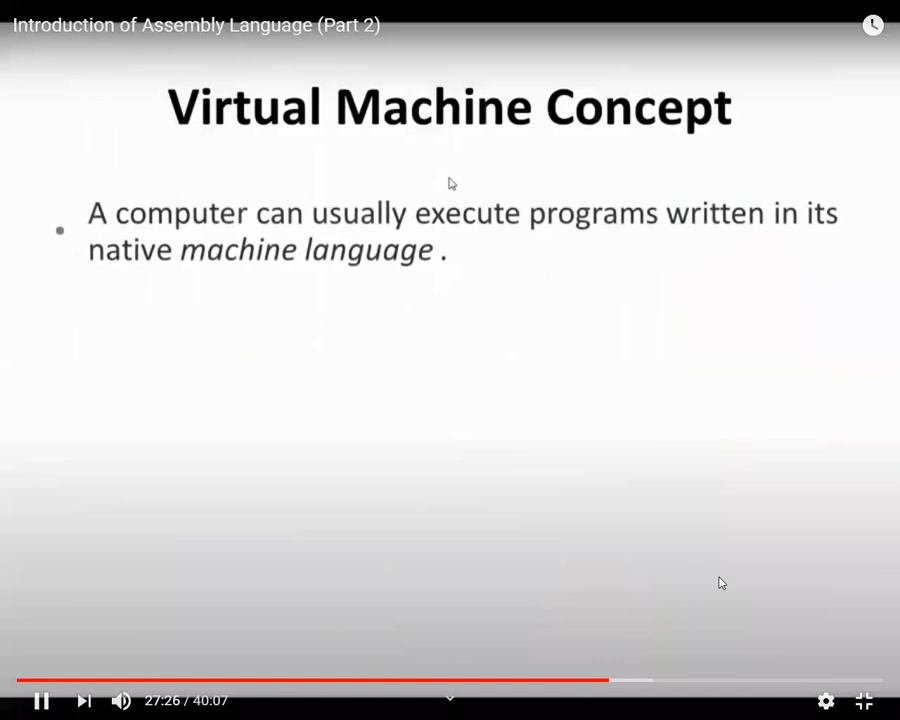 Introduction of Assembly Language (Part 2)
Virtual Machine Concept
• A computer can usually execute programs written in its
native machine language .
27:26 / 40:07